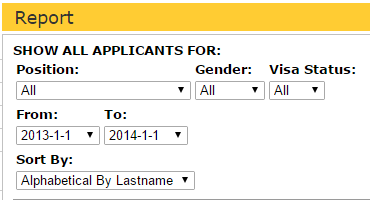 Report
SHOW ALL APPLICANTS FOR:
Position: Gender: Visa Status:
All All All
From: To:
2013-1-1 2014-1-1
Sort By:
Alphabetical By Lastname